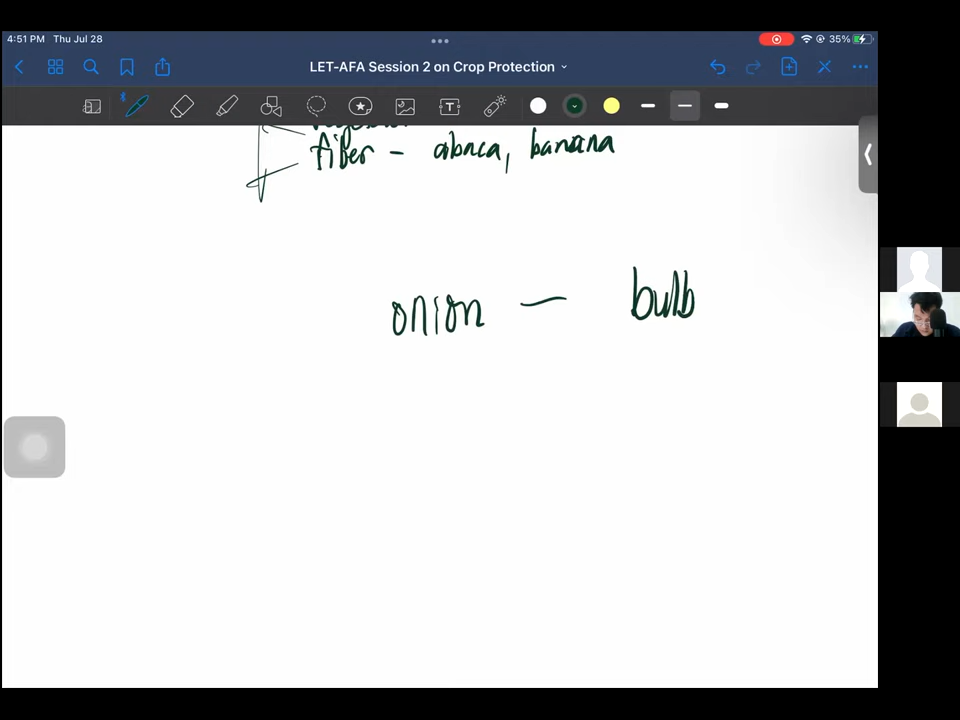 4:51 PM Thu Jul 28
35%
LET-AFA Session 2 on Crop Protection
T
fiber - abaca, banana
onion — bulb